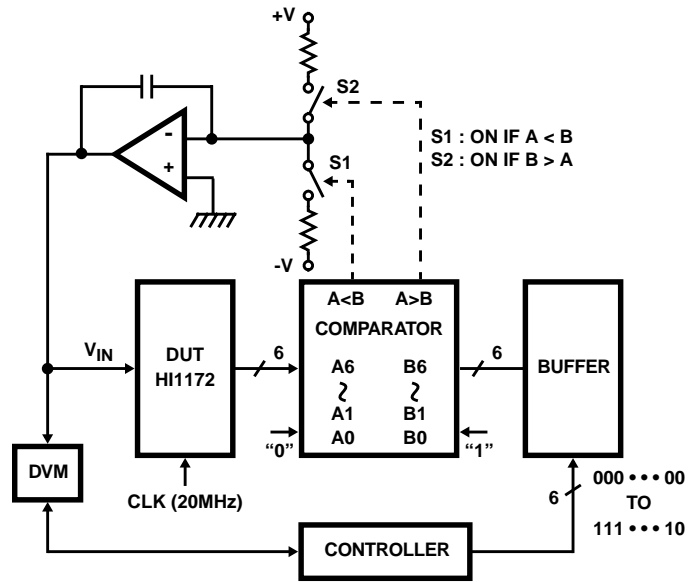 +V
S2
S1 : ON IF A < B
S2 : ON IF B > A
-
+
S1
-V
A<B A>B
COMPARATOR
A6 B6
A1 B1
A0 B0
VIN
DUT
HI1172
6
6
BUFFER
"0"
"1"
DVM
CLK (20MHz)
6
000 • • • 00
TO
111 • • • 10
CONTROLLER